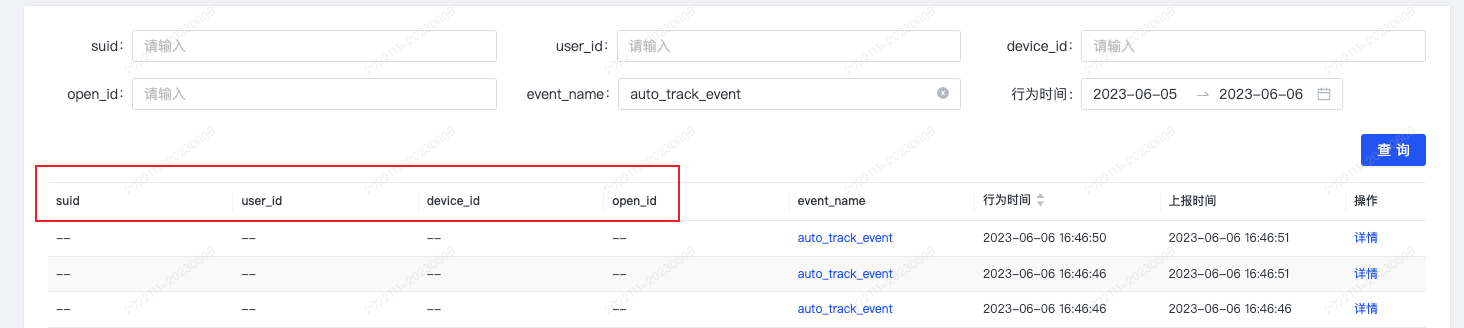 suid: 请输入 user_id: 请输入 device_id: 请输入
open_id: 请输入 event_name: auto_track_event 行为时间: 2023-06-05 → 2023-06-06
查 询
suid user_id device_id open_id event_name 行为时间 上报时间 操作
-- -- -- -- auto_track_event 2023-06-06 16:46:50 2023-06-06 16:46:51 详情
-- -- -- -- auto_track_event 2023-06-06 16:46:46 2023-06-06 16:46:51 详情
-- -- -- -- auto_track_event 2023-06-06 16:46:46 2023-06-06 16:46:46 详情
2022111-20230606